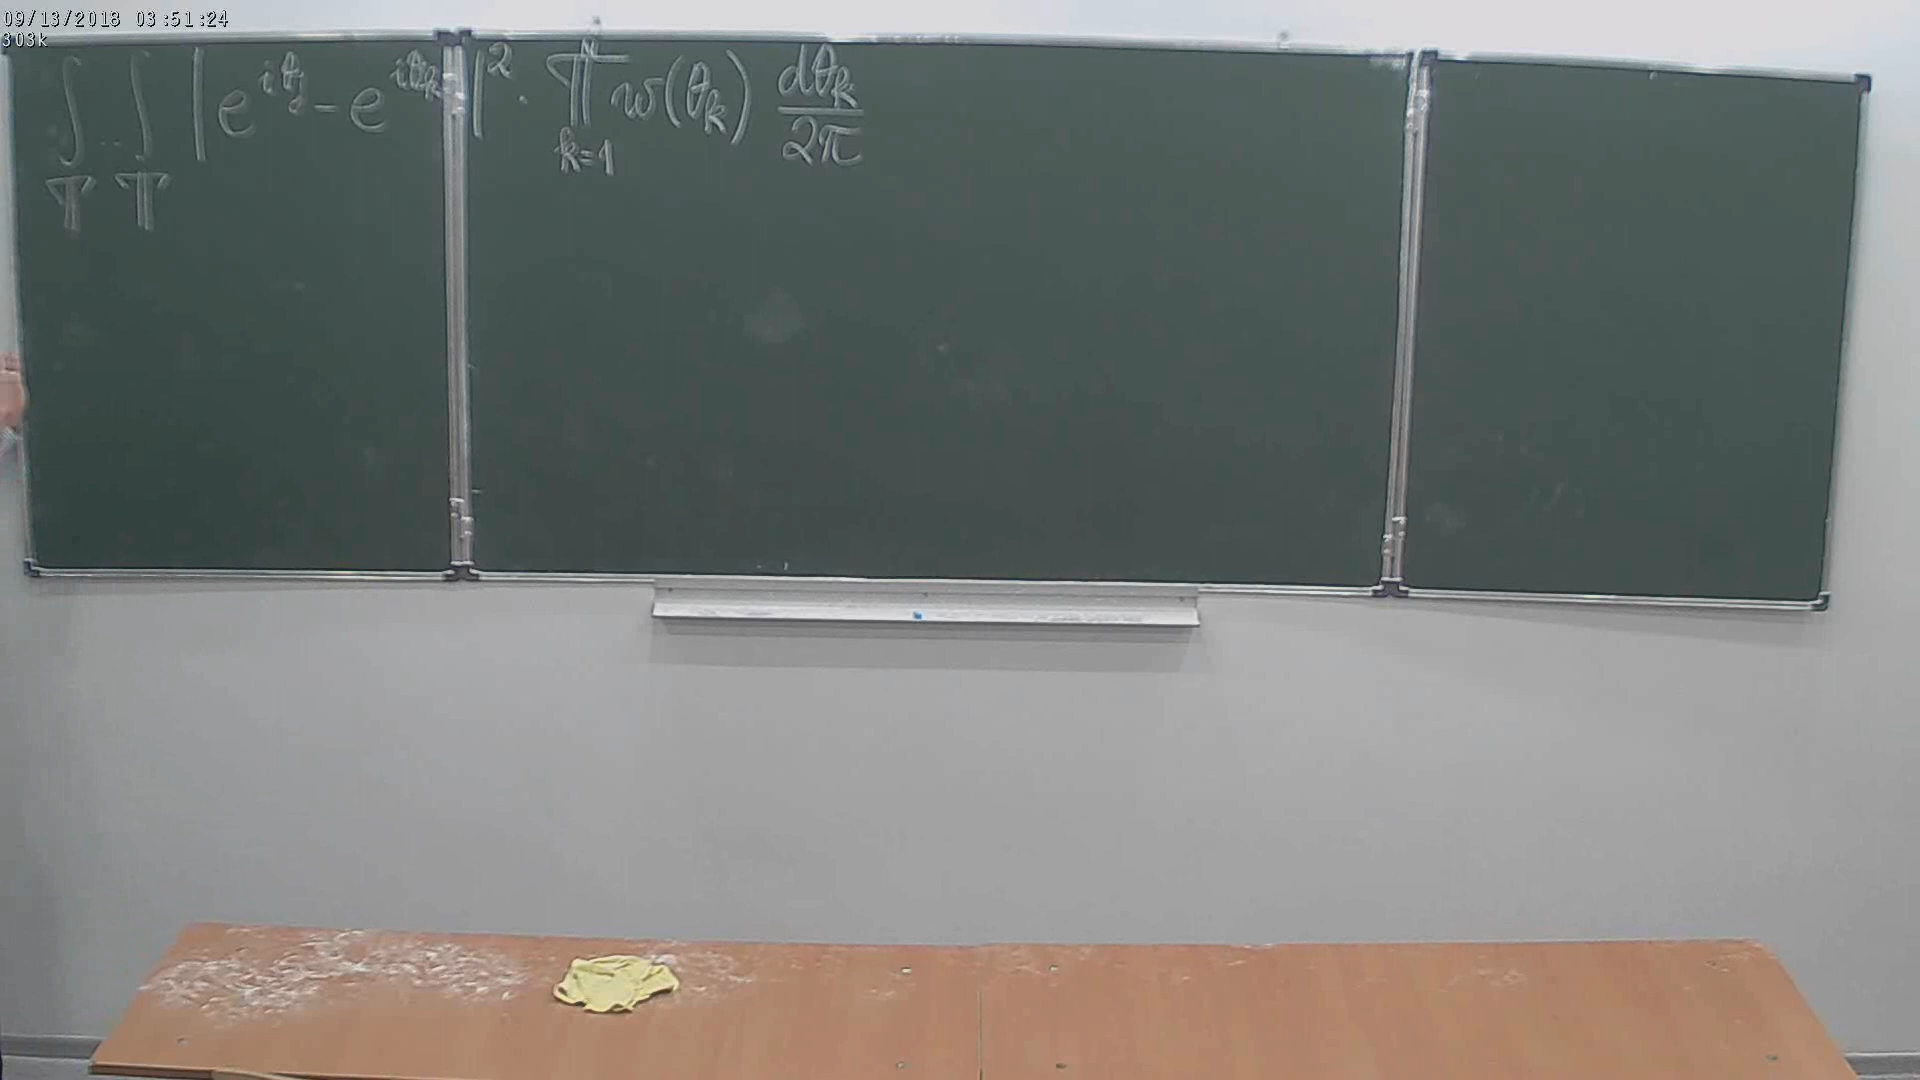 09/13/2018 03:51:24
303k
∫..∫ |e^{iθ_j} - e^{iθ_k}|² · ∏ w(θ_k) dθ_k/2π
𝕋 𝕋 k=1